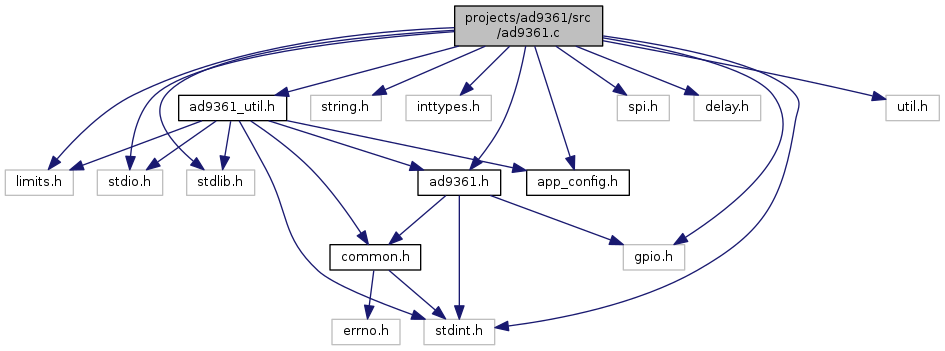 projects/ad9361/src
/ad9361.c
ad9361_util.h
string.h
inttypes.h
spi.h
delay.h
util.h
limits.h
stdio.h
stdlib.h
ad9361.h
app_config.h
common.h
gpio.h
errno.h
stdint.h